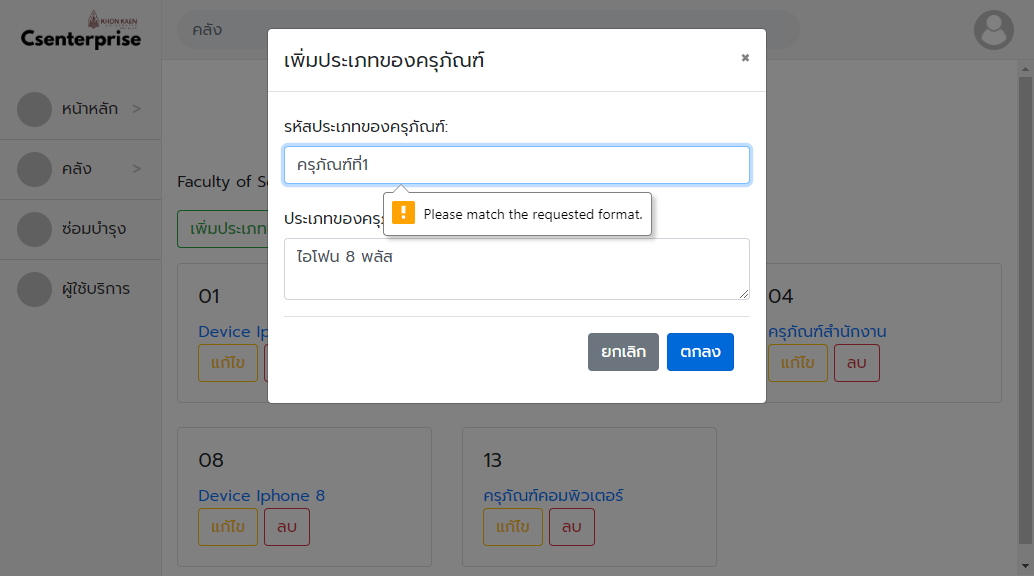 KHON KAEN
Csenterprise
คลัง
หน้าหลัก >
คลัง >
ซ่อมบำรุง
ผู้ใช้บริการ
Faculty of
เพิ่มประเภท
เพิ่มประเภทของครุภัณฑ์
×
รหัสประเภทของครุภัณฑ์:
ครุภัณฑ์ที่1
Please match the requested format.
ประเภทของครุ
ไอโฟน 8 พลัส
ยกเลิก ตกลง
01
Device
แก้ไข
04
ครุภัณฑ์สำนักงาน
แก้ไข ลบ
08
Device Iphone 8
แก้ไข ลบ
13
ครุภัณฑ์คอมพิวเตอร์
แก้ไข ลบ